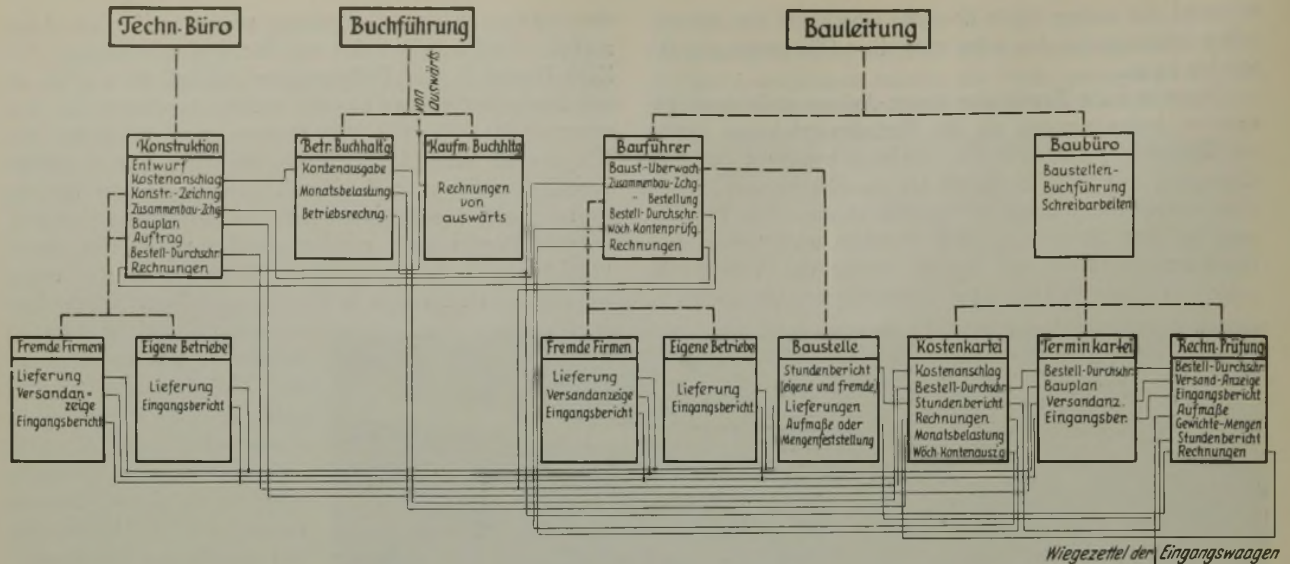 Techn. Büro
Buchführung
Bauleitung
von
auswärts
Konstruktion
Entwurf
Kostenanschlag
Konstr.-Zeichng
Zusammenbau-Zchg
Bauplan
Auftrag
Bestell-Durchschr.
Rechnungen
Betr. Buchhaltg
Kontenausgabe
Monatsbelastung
Betriebsrechng.
Kaufm. Buchhltg
Rechnungen
von
auswärts
Bauführer
Baust-Überwach
Zusammenbau-Zchg.
- Bestellung
Bestell-Durchschr.
Wöch. Kontenprüfg.
Rechnungen
Baubüro
Baustellen-
Buchführung
Schreibarbeiten
Fremde Firmen
Lieferung
Versandan-
zeige
Eingangsbericht
Eigene Betriebe
Lieferung
Eingangsbericht
Fremde Firmen
Lieferung
Versandanzeige
Eingangsbericht
Eigene Betriebe
Lieferung
Eingangsbericht
Baustelle
Stundenbericht
(eigene und fremde)
Lieferungen
Aufmaße oder
Mengenfeststellung
Kostenkartei
Kostenanschlag
Bestell-Durchschr.
Stundenbericht
Rechnungen
Monatsbelastung
Wöch. Kontenauszg
Terminkartei
Bestell-Durchschr.
Bauplan
Versandanz.
Eingangsber.
Rechn.-Prüfung
Bestell-Durchschr.
Versand-Anzeige
Eingangsbericht
Aufmaße
Gewichte-Mengen
Stundenbericht
Rechnungen
Wiegezettel der Eingangswaagen